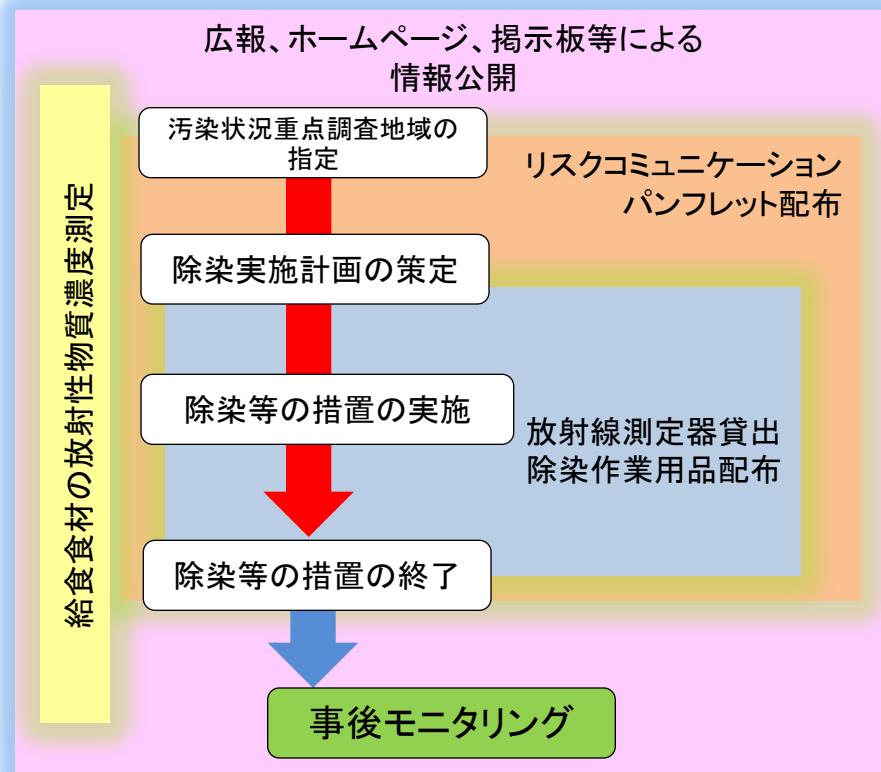 広報、ホームページ、掲示板等による
情報公開
給食食材の放射性物質濃度測定
汚染状況重点調査地域の
指定
リスクコミュニケーション
パンフレット配布
除染実施計画の策定
除染等の措置の実施
放射線測定器貸出
除染作業用品配布
除染等の措置の終了
事後モニタリング